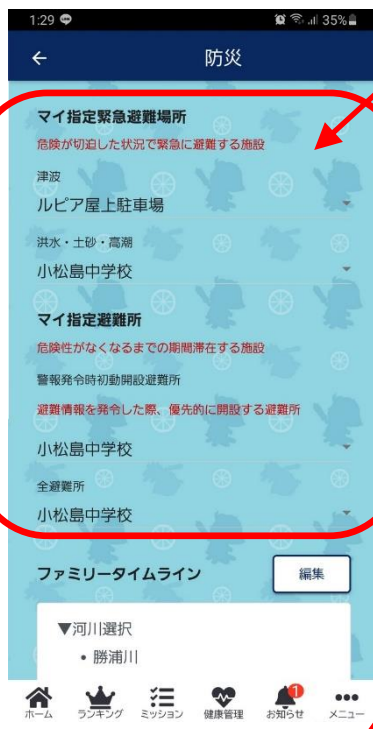 1:29 35%
防災
マイ指定緊急避難場所
危険が切迫した状況で緊急に避難する施設
津波
ルピア屋上駐車場
洪水・土砂・高潮
小松島中学校
マイ指定避難所
危険性がなくなるまでの期間滞在する施設
警報発令時初動開設避難所
避難情報を発令した際、優先的に開設する避難所
小松島中学校
全避難所
小松島中学校
ファミリータイムライン 編集
▼河川選択
• 勝浦川
1
ホーム ランキング ミッション 健康管理 お知らせ メニュー